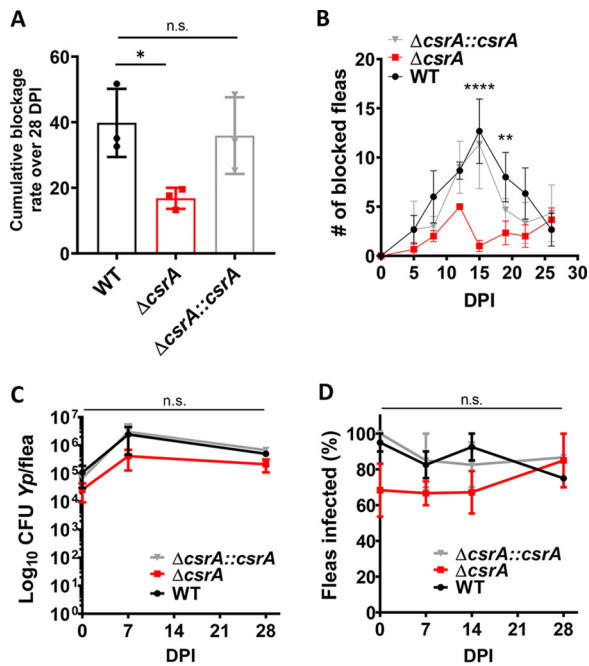 A
n.s.
*
Cumulative blockage
rate over 28 DPI
60
40
20
0
WT
ΔcsrA
ΔcsrA::csrA
B
ΔcsrA::csrA
ΔcsrA
WT
# of blocked fleas
20
15
10
5
0
****
**
0 5 10 15 20 25 30
DPI
C
n.s.
Log₁₀ CFU Yp/flea
10⁷
10⁶
10⁵
10⁴
10³
10²
10¹
10⁰
ΔcsrA::csrA
ΔcsrA
WT
0 7 14 21 28
DPI
D
n.s.
Fleas infected (%)
100
80
60
40
20
0
ΔcsrA::csrA
ΔcsrA
WT
0 7 14 21 28
DPI